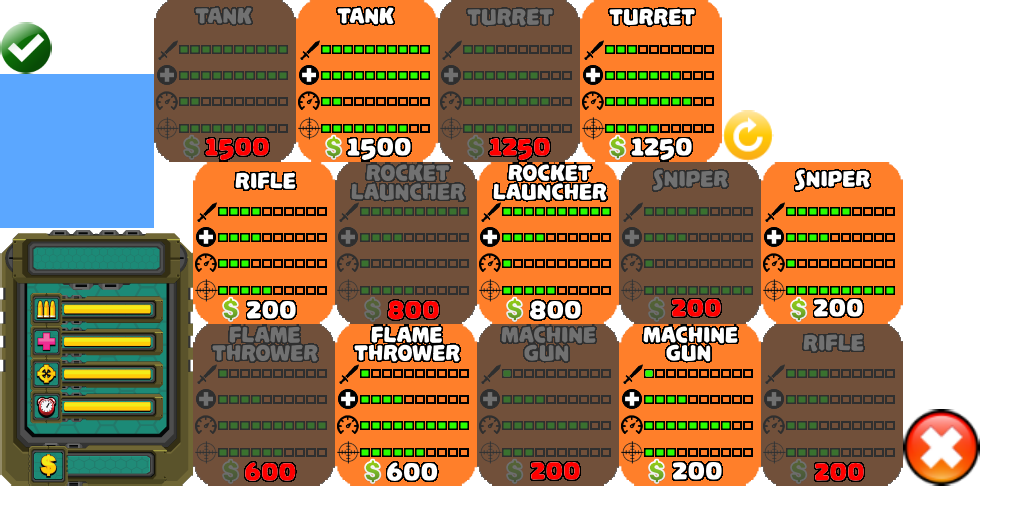 TANK
TANK
TURRET
TURRET
$ 1500
$ 1500
$ 1250
$ 1250
RIFLE
ROCKET
LAUNCHER
ROCKET
LAUNCHER
SNIPER
SNIPER
$ 200
$ 800
$ 800
$ 200
$ 200
FLAME
THROWER
FLAME
THROWER
MACHINE
GUN
MACHINE
GUN
RIFLE
$
$ 600
$ 600
$ 200
$ 200
$ 200